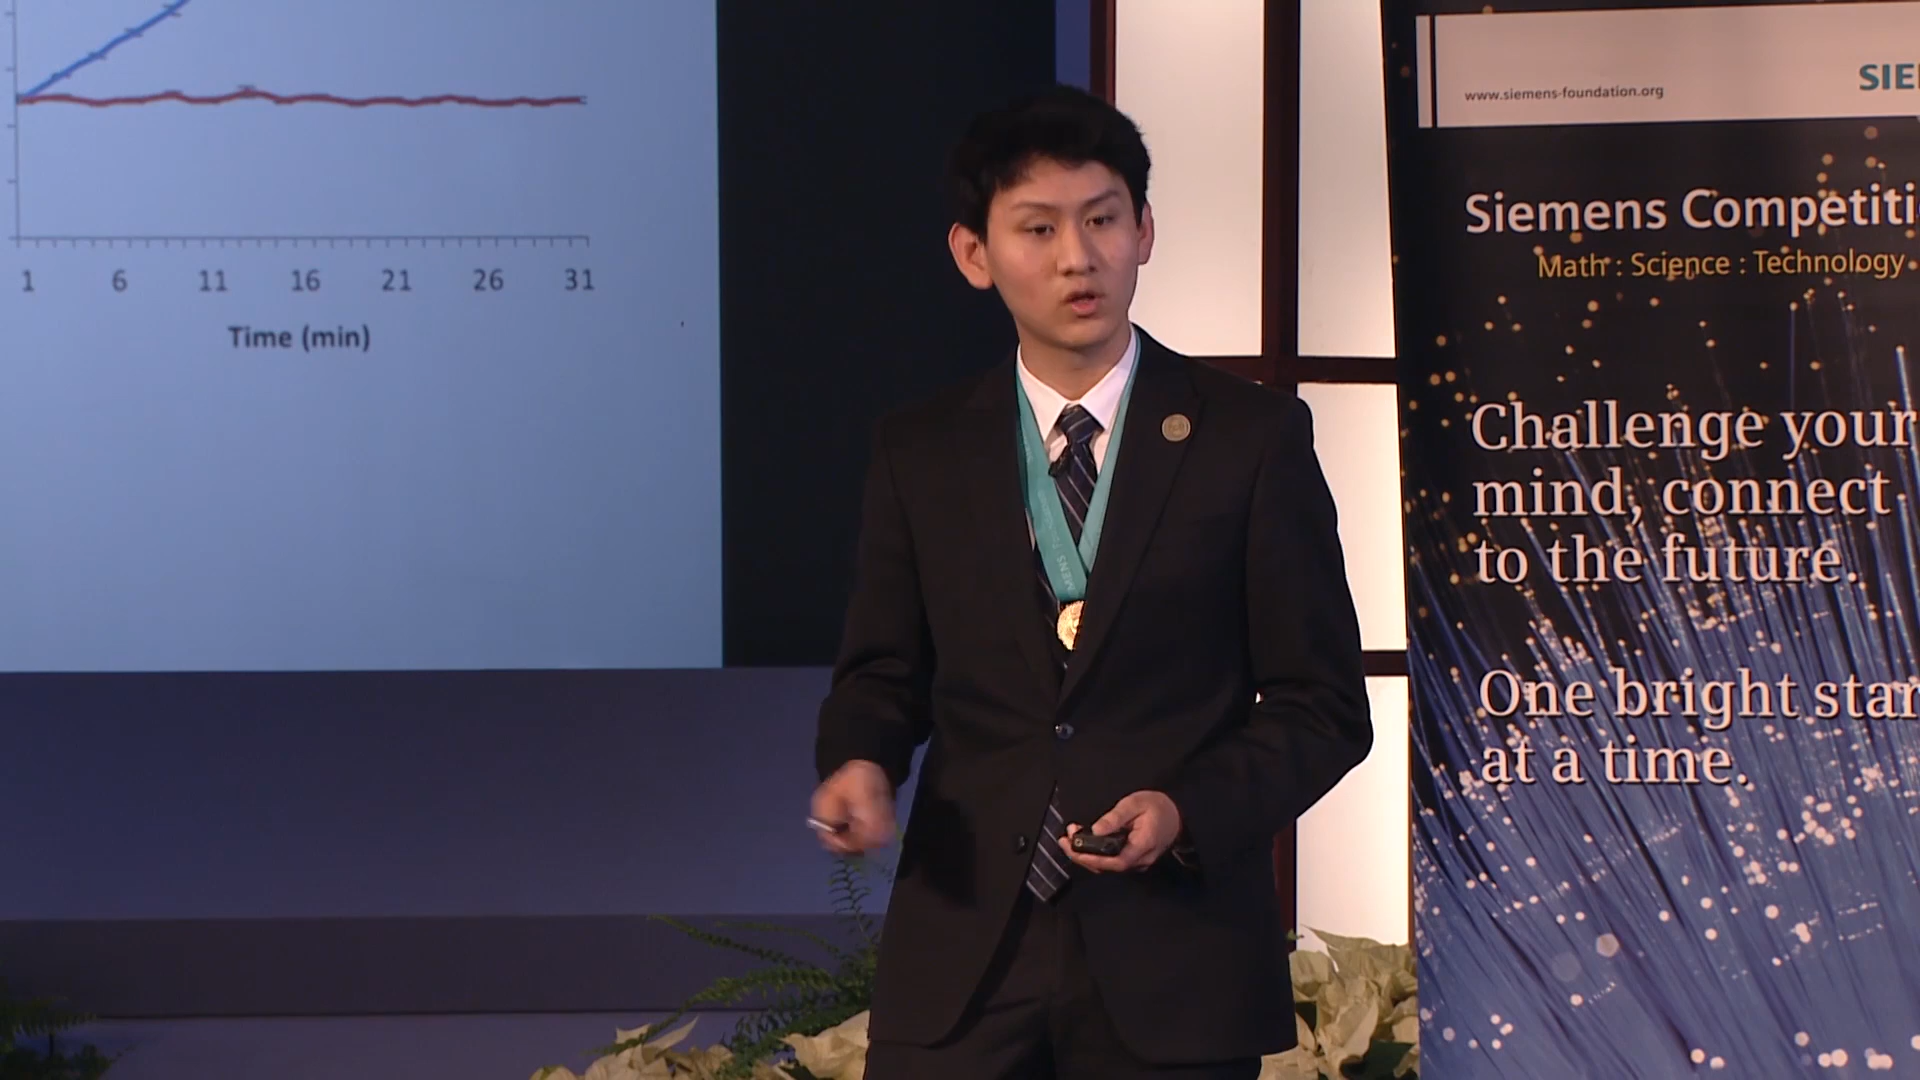 1 6 11 16 21 26 31
Time (min)
www.siemens-foundation.org
SIE
Siemens Competiti
Math : Science : Technology
Challenge your
mind, connect
to the future.
One bright star
at a time.